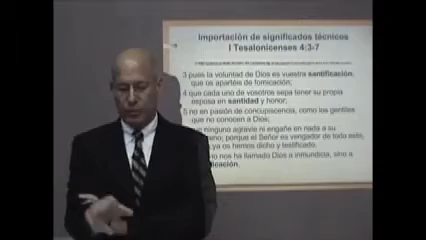 Importación de significados técnicos
I Tesalonicenses 4:3-7
3 pues la voluntad de Dios es vuestra santificación,
que os apartéis de fornicación;
4 que cada uno de vosotros sepa tener su propia
esposa en santidad y honor;
5 no en pasión de concupiscencia, como los gentiles
que no conocen a Dios;
ninguno agravie ni engañe en nada a su
porque el Señor es vengador de todo esto,
ya os hemos dicho y testificado.
nos ha llamado Dios a inmundicia, sino a